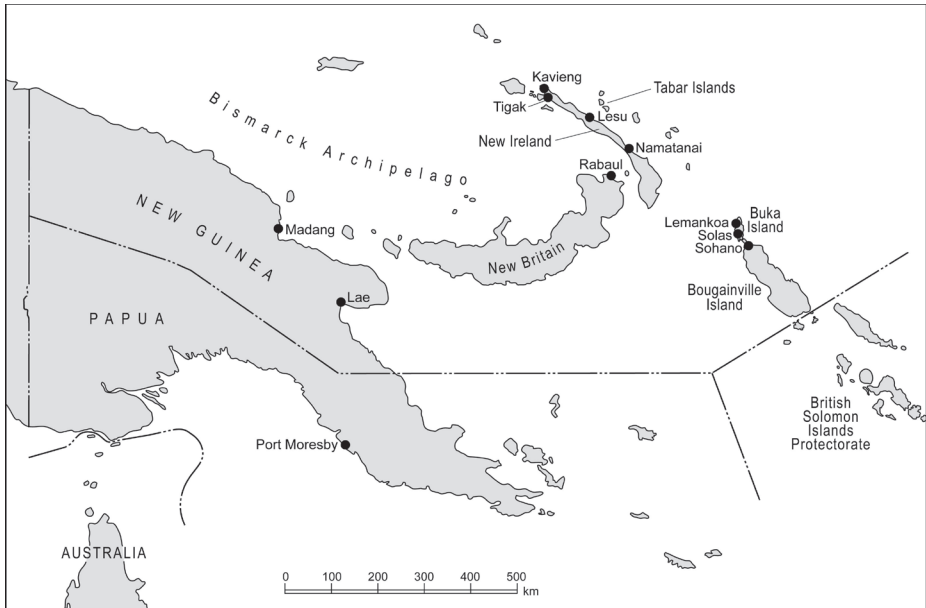 Kavieng
Tabar Islands
Tigak
Bismarck Archipelago
Lesu
New Ireland
Namatanai
Rabaul
NEW GUINEA
Lemankoa
Buka
Island
Solas
Sohano
Madang
New Britain
Bougainville
Island
Lae
PAPUA
British
Solomon
Islands
Protectorate
Port Moresby
AUSTRALIA
0 100 200 300 400 500
km